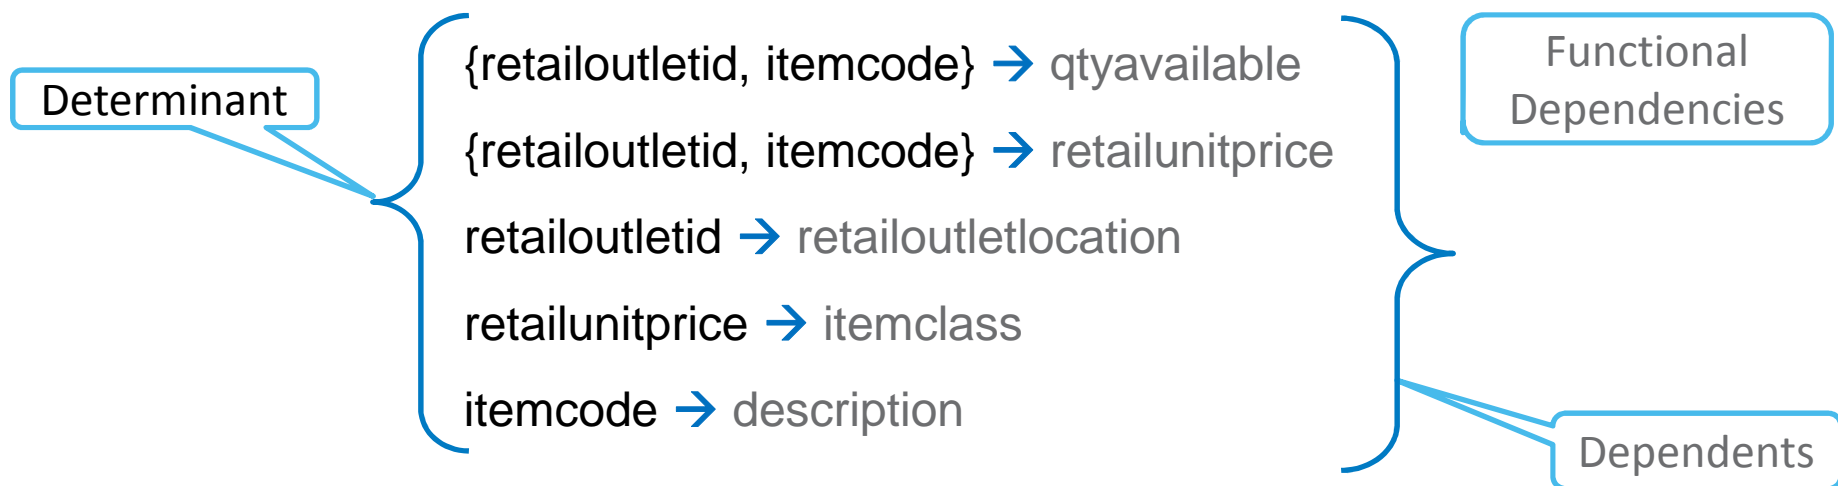 Determinant
{retailoutletid, itemcode} → qtyavailable
{retailoutletid, itemcode} → retailunitprice
retailoutletid → retailoutletlocation
retailunitprice → itemclass
itemcode → description
Functional
Dependencies
Dependents